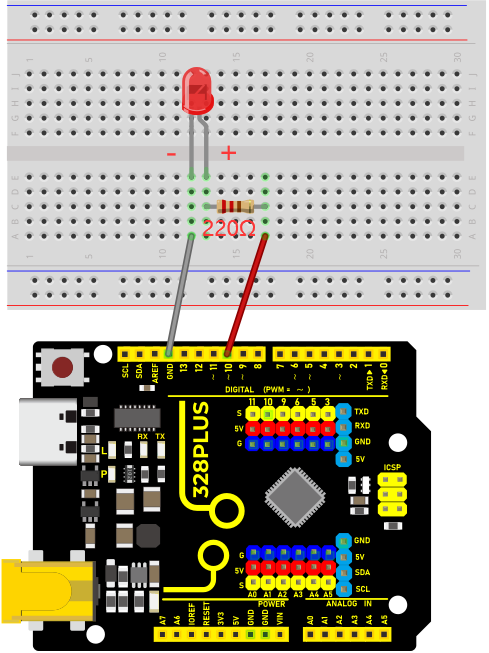 1 5 10 15 20 25 30
J
I
H
G
F
- +
E
D
C
B
A
220Ω
1 5 10 15 20 25 30
SCL SDA AREF GND 13 12 ~11 ~10 ~9 8 7 ~6 ~5 4 ~3 2 TXD▶1 RXD◀0
DIGITAL (PWM = ~ )
11 10 9 6 5 3
S TXD
5V RXD
G GND
5V
RX TX
L
P
328PLUS
ICSP
GND
G 5V
5V SDA
S SCL
A0 A1 A2 A3 A4 A5
POWER ANALOG IN
A7 A6 IOREF RESET 3V3 5V GND GND VIN A0 A1 A2 A3 A4 A5